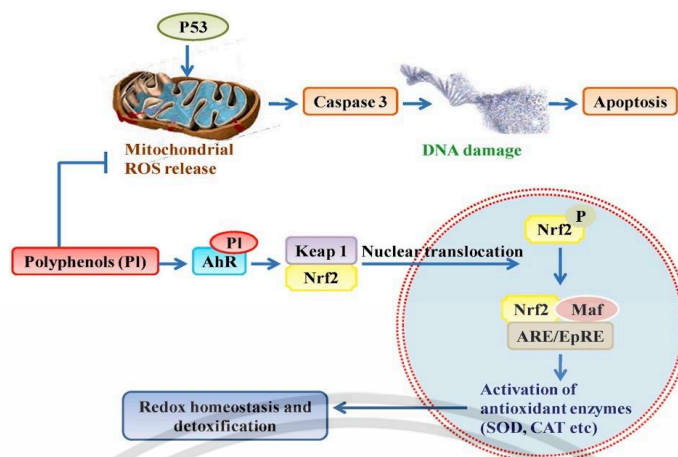 P53
Caspase 3
Apoptosis
Mitochondrial
ROS release
DNA damage
Polyphenols (Pl)
Pl
AhR
Keap 1
Nrf2
Nuclear translocation
P
Nrf2
Nrf2
Maf
ARE/EpRE
Activation of
antioxidant enzymes
(SOD, CAT etc)
Redox homeostasis and
detoxification